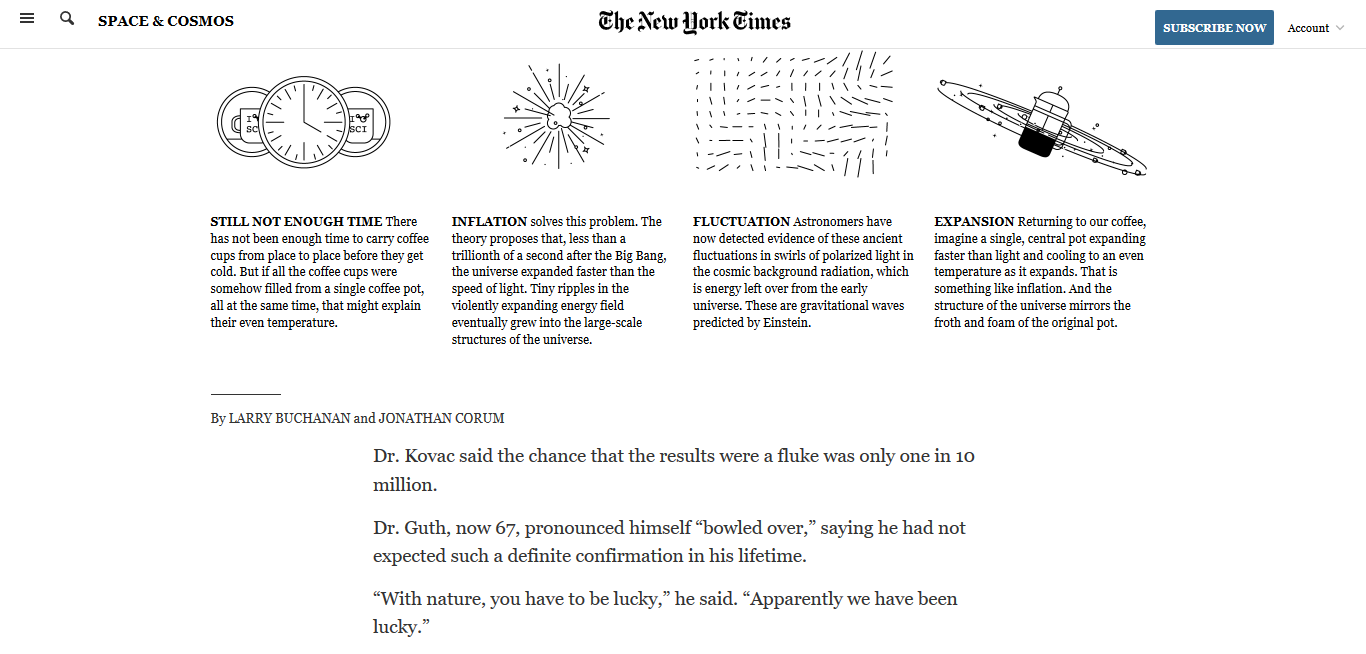 SPACE & COSMOS
The New York Times
SUBSCRIBE NOW
Account
I
SC
I
SCI
STILL NOT ENOUGH TIME There
has not been enough time to carry coffee
cups from place to place before they get
cold. But if all the coffee cups were
somehow filled from a single coffee pot,
all at the same time, that might explain
their even temperature.
INFLATION solves this problem. The
theory proposes that, less than a
trillionth of a second after the Big Bang,
the universe expanded faster than the
speed of light. Tiny ripples in the
violently expanding energy field
eventually grew into the large-scale
structures of the universe.
FLUCTUATION Astronomers have
now detected evidence of these ancient
fluctuations in swirls of polarized light in
the cosmic background radiation, which
is energy left over from the early
universe. These are gravitational waves
predicted by Einstein.
EXPANSION Returning to our coffee,
imagine a single, central pot expanding
faster than light and cooling to an even
temperature as it expands. That is
something like inflation. And the
structure of the universe mirrors the
froth and foam of the original pot.
By LARRY BUCHANAN and JONATHAN CORUM
Dr. Kovac said the chance that the results were a fluke was only one in 10
million.
Dr. Guth, now 67, pronounced himself “bowled over,” saying he had not
expected such a definite confirmation in his lifetime.
“With nature, you have to be lucky,” he said. “Apparently we have been
lucky.”